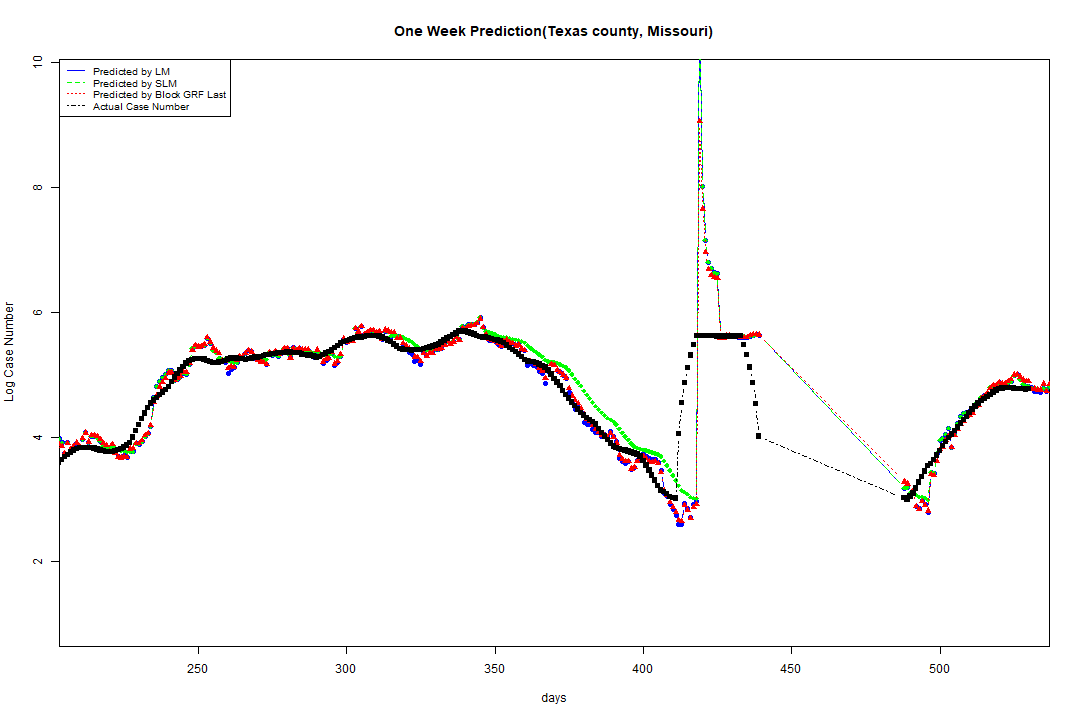 One Week Prediction(Texas county, Missouri)
Predicted by LM
Predicted by SLM
Predicted by Block GRF Last
Actual Case Number
10
8
6
4
2
Log Case Number
250 300 350 400 450 500
days